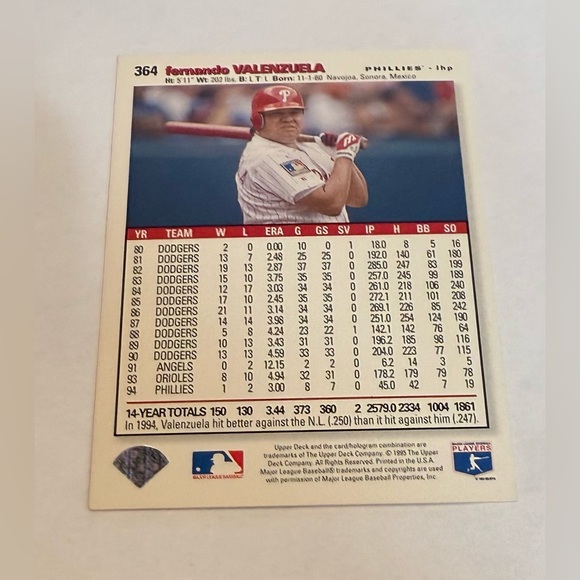 364 fernando VALENZUELA PHILLIES - lhp
Ht: 5'11" Wt: 202 lbs. B: L T: L Born: 11-1-60 Navojoa, Sonora, Mexico
YR TEAM W L ERA G GS SV IP H BB SO
80 DODGERS 2 0 0.00 10 0 1 18.0 8 5 16
81 DODGERS 13 7 2.48 25 25 0 192.0 140 61 180
82 DODGERS 19 13 2.87 37 37 0 285.0 247 83 199
83 DODGERS 15 10 3.75 35 35 0 257.0 245 99 189
84 DODGERS 12 17 3.03 34 34 0 261.0 218 106 240
85 DODGERS 17 10 2.45 35 35 0 272.1 211 101 208
86 DODGERS 21 11 3.14 34 34 0 269.1 226 85 242
87 DODGERS 14 14 3.98 34 34 0 251.0 254 124 190
88 DODGERS 5 8 4.24 23 22 1 142.1 142 76 64
89 DODGERS 10 13 3.43 31 31 0 196.2 185 98 116
90 DODGERS 13 13 4.59 33 33 0 204.0 223 77 115
91 ANGELS 0 2 12.15 2 2 0 6.2 14 3 5
93 ORIOLES 8 10 4.94 32 31 0 178.2 179 79 78
94 PHILLIES 1 2 3.00 8 7 0 45.0 42 7 19
14-YEAR TOTALS 150 130 3.44 373 360 2 2579.0 2334 1004 1861
In 1994, Valenzuela hit better against the N.L. (.250) than it hit against him (.247).
Upper Deck and the card/hologram combination are
trademarks of The Upper Deck Company. © 1995 The Upper
Deck Company. All Rights Reserved. Printed in the U.S.A.
Major League Baseball trademarks and copyrights are used
with permission of Major League Baseball Properties, Inc.
MAJOR LEAGUE BASEBALL
PLAYERS